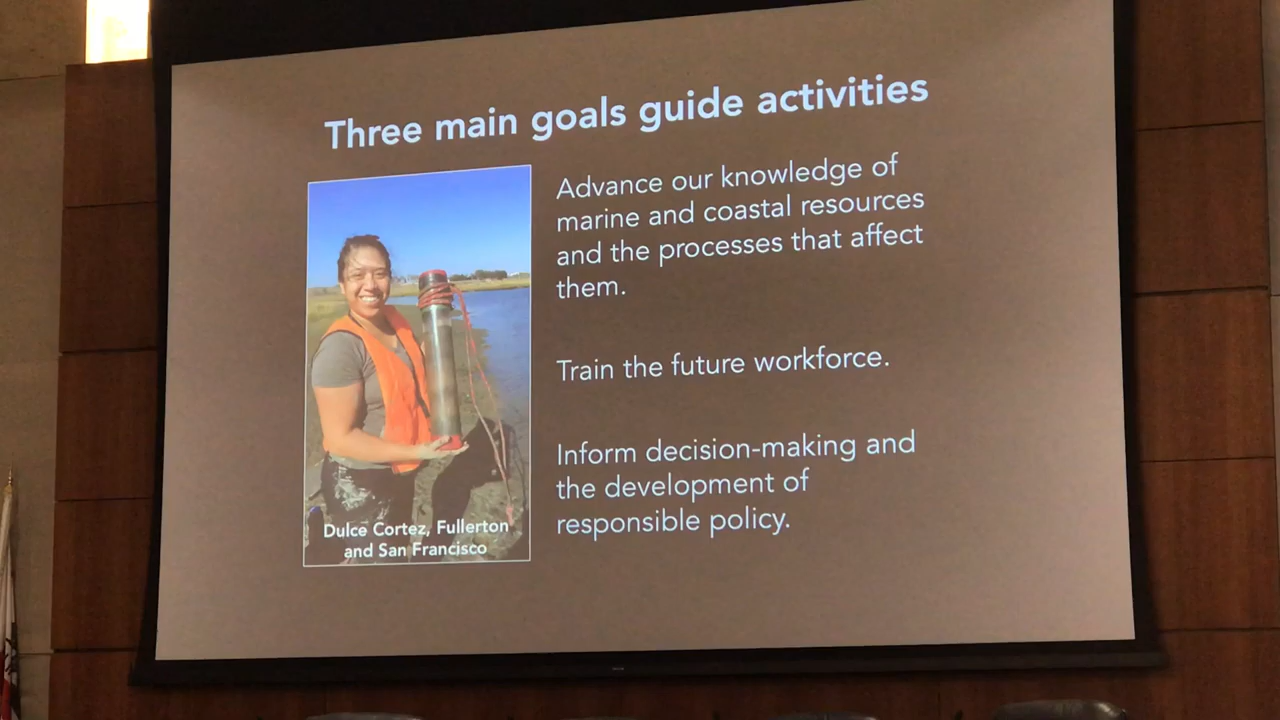 Three main goals guide activities
Advance our knowledge of
marine and coastal resources
and the processes that affect
them.
Train the future workforce.
Inform decision-making and
the development of
responsible policy.
Dulce Cortez, Fullerton
and San Francisco